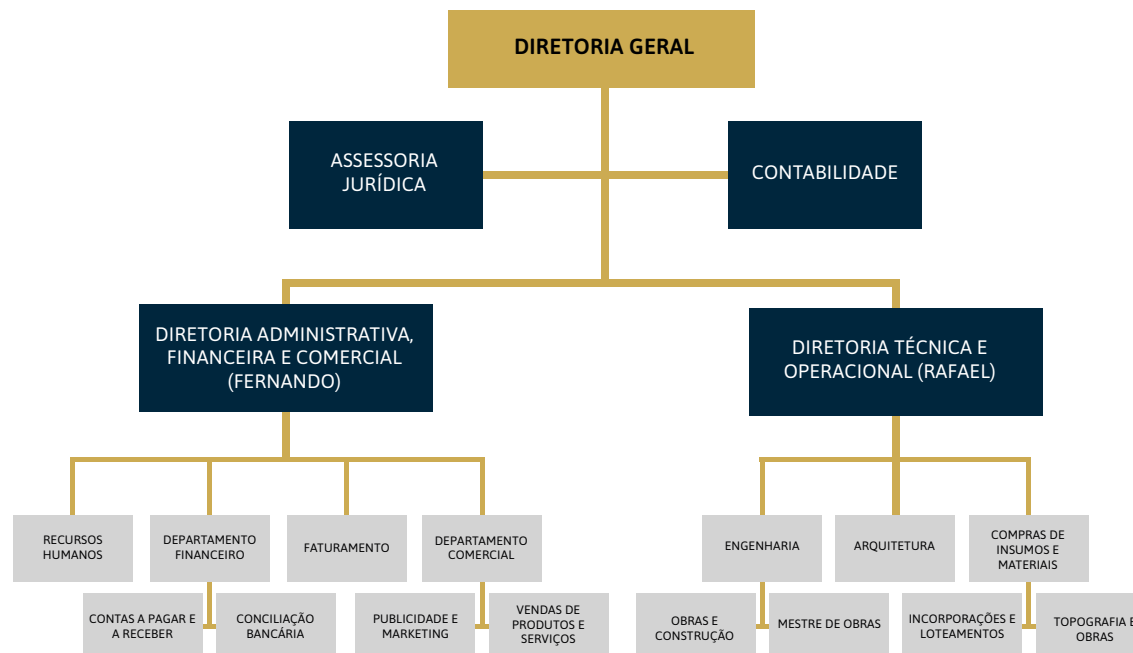 DIRETORIA GERAL
ASSESSORIA
JURÍDICA
CONTABILIDADE
DIRETORIA ADMINISTRATIVA,
FINANCEIRA E COMERCIAL
(FERNANDO)
DIRETORIA TÉCNICA E
OPERACIONAL (RAFAEL)
RECURSOS
HUMANOS
DEPARTAMENTO
FINANCEIRO
FATURAMENTO
DEPARTAMENTO
COMERCIAL
ENGENHARIA
ARQUITETURA
COMPRAS DE
INSUMOS E
MATERIAIS
CONTAS A PAGAR E
A RECEBER
CONCILIAÇÃO
BANCÁRIA
PUBLICIDADE E
MARKETING
VENDAS DE
PRODUTOS E
SERVIÇOS
OBRAS E
CONSTRUÇÃO
MESTRE DE OBRAS
INCORPORAÇÕES E
LOTEAMENTOS
TOPOGRAFIA E
OBRAS